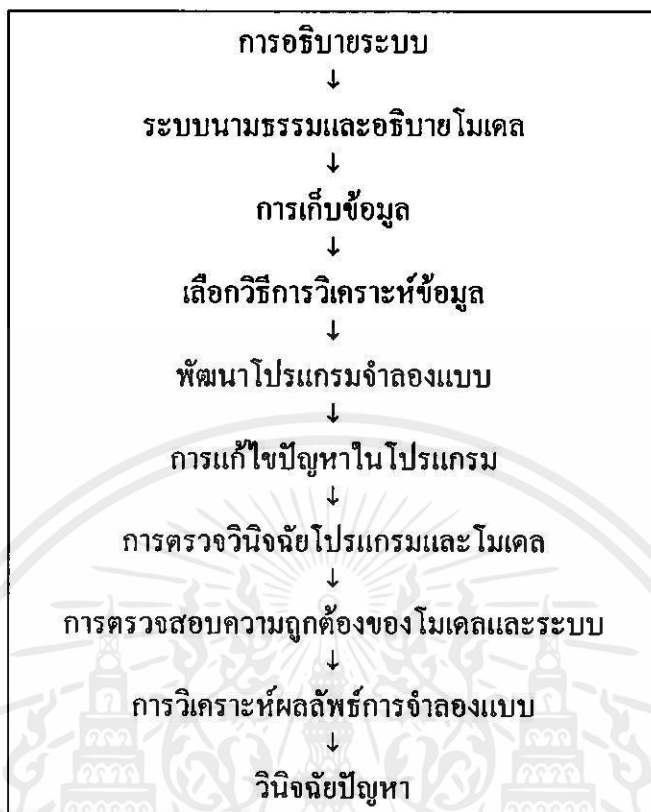 การอธิบายระบบ
↓
ระบบนามธรรมและอธิบายโมเดล
↓
การเก็บข้อมูล
↓
เลือกวิธีการวิเคราะห์ข้อมูล
↓
พัฒนาโปรแกรมจำลองแบบ
↓
การแก้ไขปัญหาในโปรแกรม
↓
การตรวจวินิจฉัยโปรแกรมและโมเดล
↓
การตรวจสอบความถูกต้องของโมเดลและระบบ
↓
การวิเคราะห์ผลลัพธ์การจำลองแบบ
↓
วินิจฉัยปัญหา